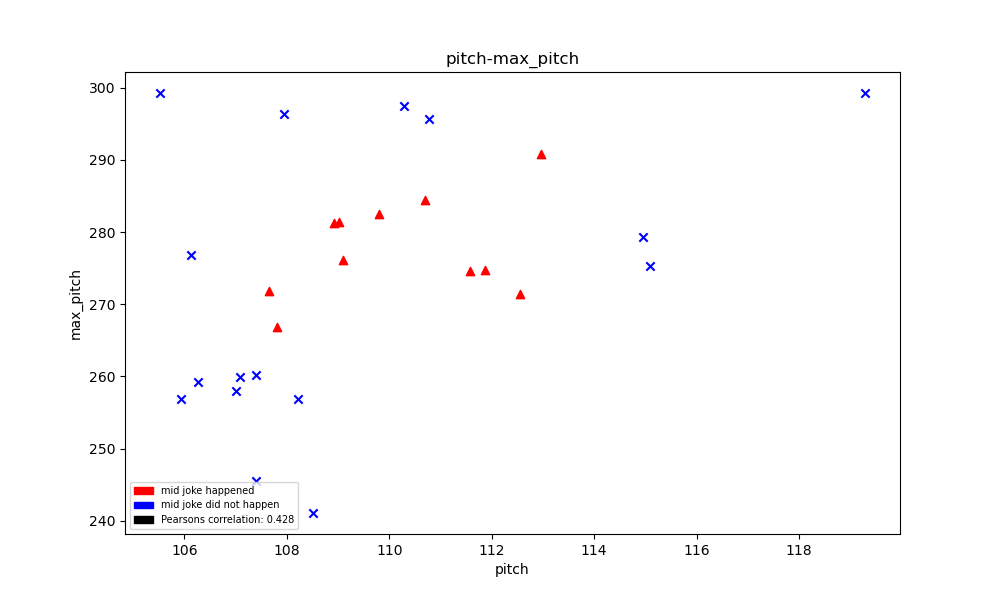 pitch-max_pitch
300
290
280
270
260
250
240
max_pitch
mid joke happened
mid joke did not happen
Pearsons correlation: 0.428
106 108 110 112 114 116 118
pitch